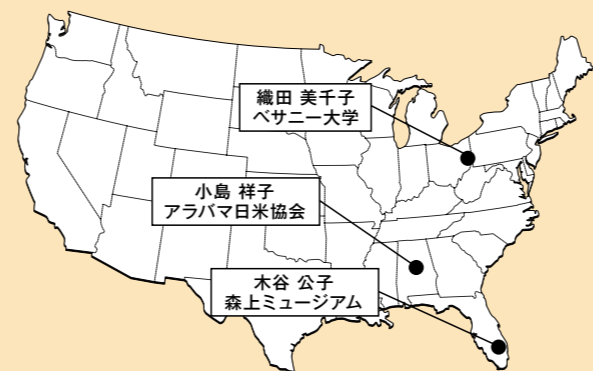 織田 美千子
ベサニー大学
小島 祥子
アラバマ日米協会
木谷 公子
森上ミュージアム